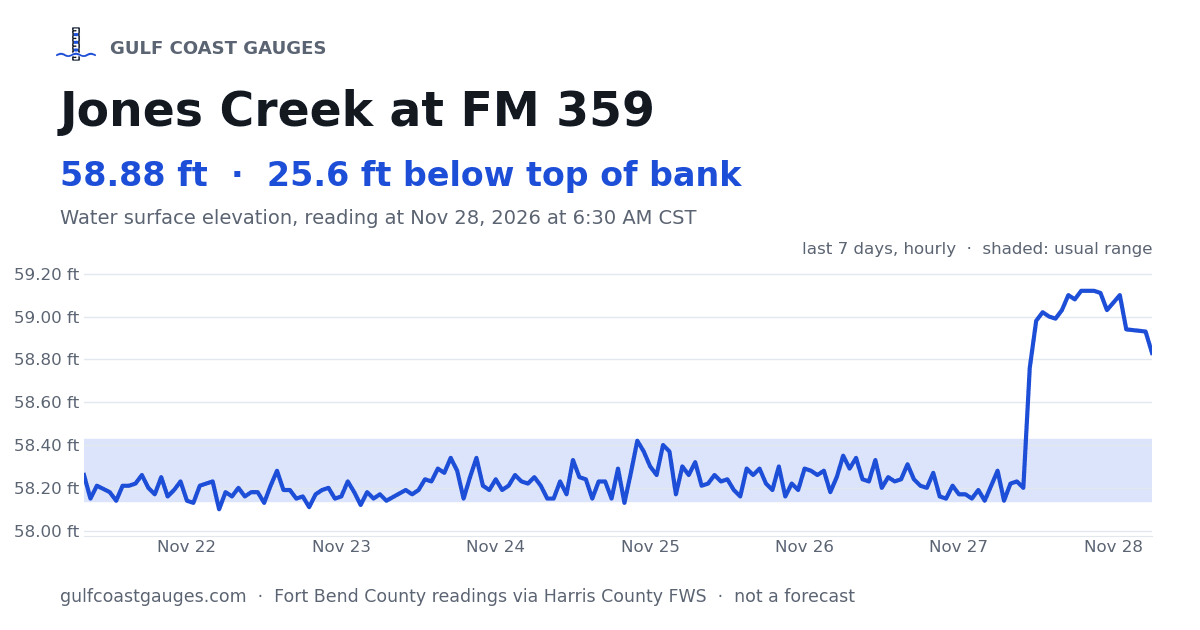 GULF COAST GAUGES
Jones Creek at FM 359
58.88 ft · 25.6 ft below top of bank
Water surface elevation, reading at Nov 28, 2026 at 6:30 AM CST
last 7 days, hourly · shaded: usual range
59.20 ft
59.00 ft
58.80 ft
58.60 ft
58.40 ft
58.20 ft
58.00 ft
Nov 22 Nov 23 Nov 24 Nov 25 Nov 26 Nov 27 Nov 28
gulfcoastgauges.com · Fort Bend County readings via Harris County FWS · not a forecast